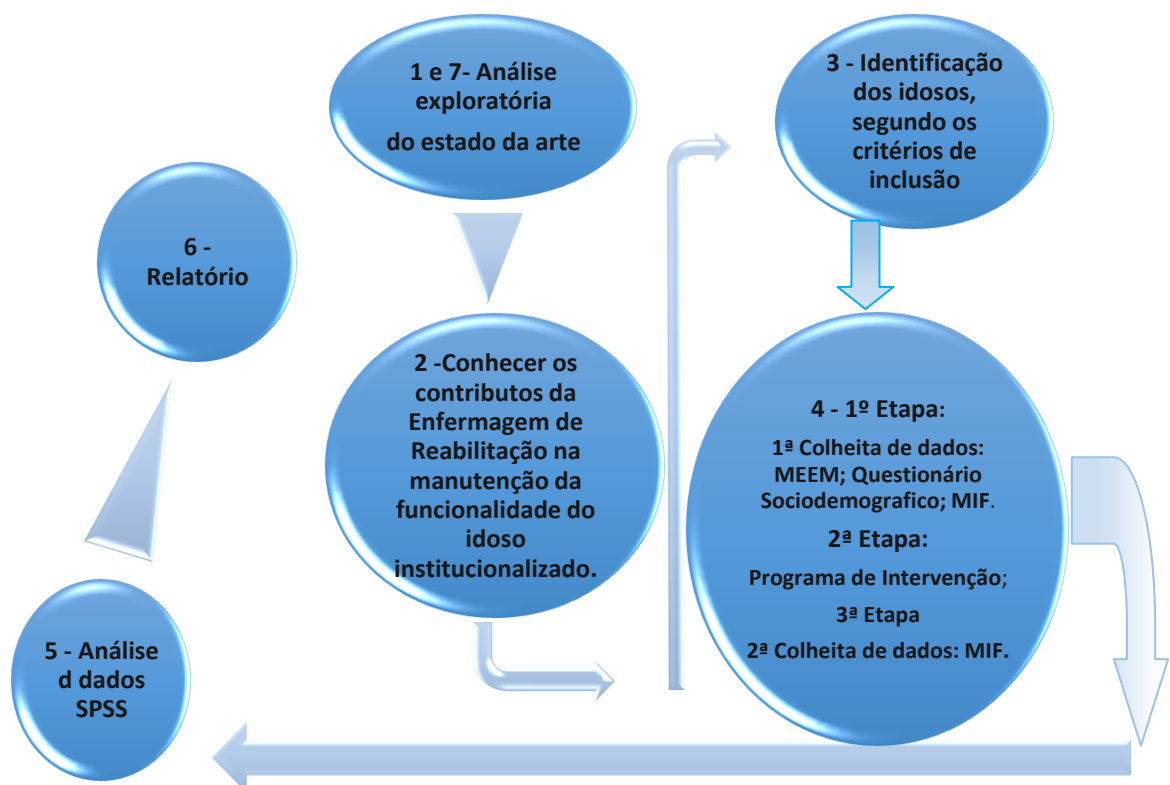 1 e 7- Análise
exploratória
do estado da arte
2 -Conhecer os
contributos da
Enfermagem de
Reabilitação na
manutenção da
funcionalidade do
idoso
institucionalizado.
3 - Identificação
dos idosos,
segundo os
critérios de
inclusão
4 - 1º Etapa:
1ª Colheita de dados:
MEEM; Questionário
Sociodemografico; MIF.
2ª Etapa:
Programa de Intervenção;
3ª Etapa
2ª Colheita de dados: MIF.
5 - Análise
d dados
SPSS
6 -
Relatório